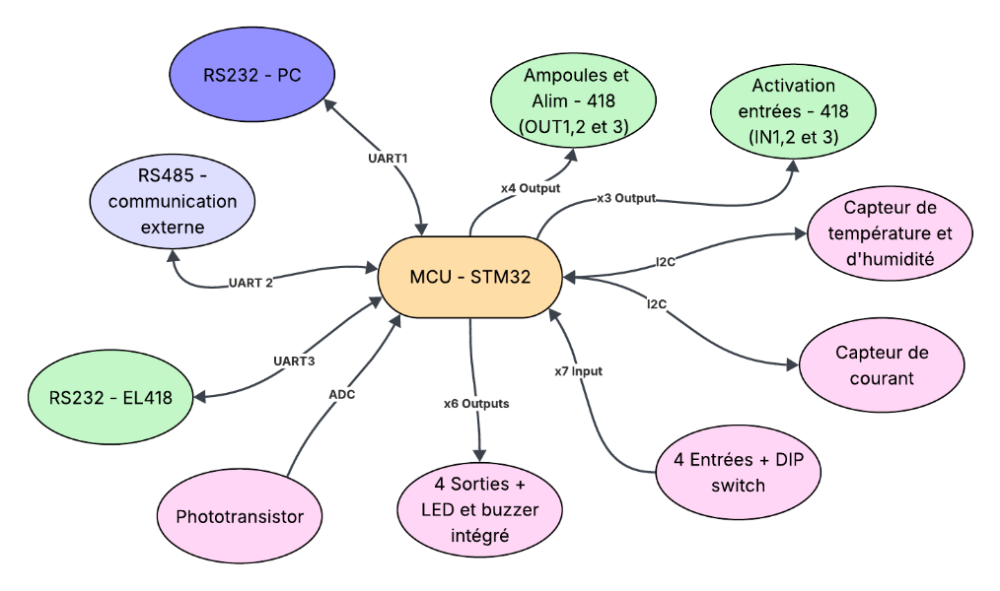 RS232 - PC
Ampoules et
Alim - 418
(OUT1,2 et 3)
Activation
entrées - 418
(IN1,2 et 3)
UART1
RS485 -
communication
externe
x4 Output
x3 Output
Capteur de
température et
d'humidité
UART 2
MCU - STM32
I2C
I2C
UART3
Capteur de
courant
x7 Input
RS232 - EL418
ADC
x6 Outputs
4 Entrées + DIP
switch
Phototransistor
4 Sorties +
LED et buzzer
intégré